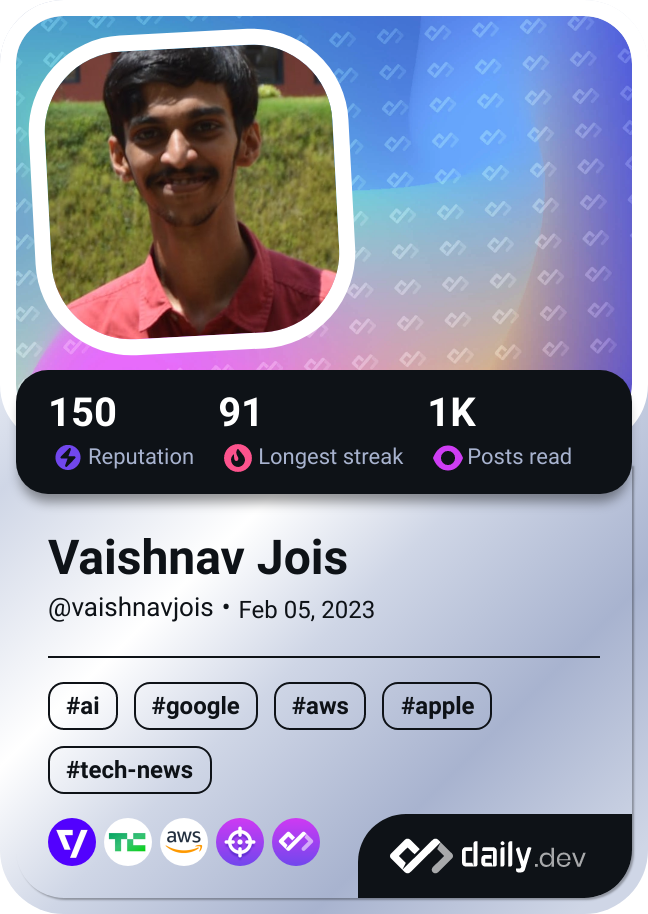 150 91 1K
Reputation Longest streak Posts read
Vaishnav Jois
@vaishnavjois • Feb 05, 2023
#ai #google #aws #apple
#tech-news
TC aws
daily.dev